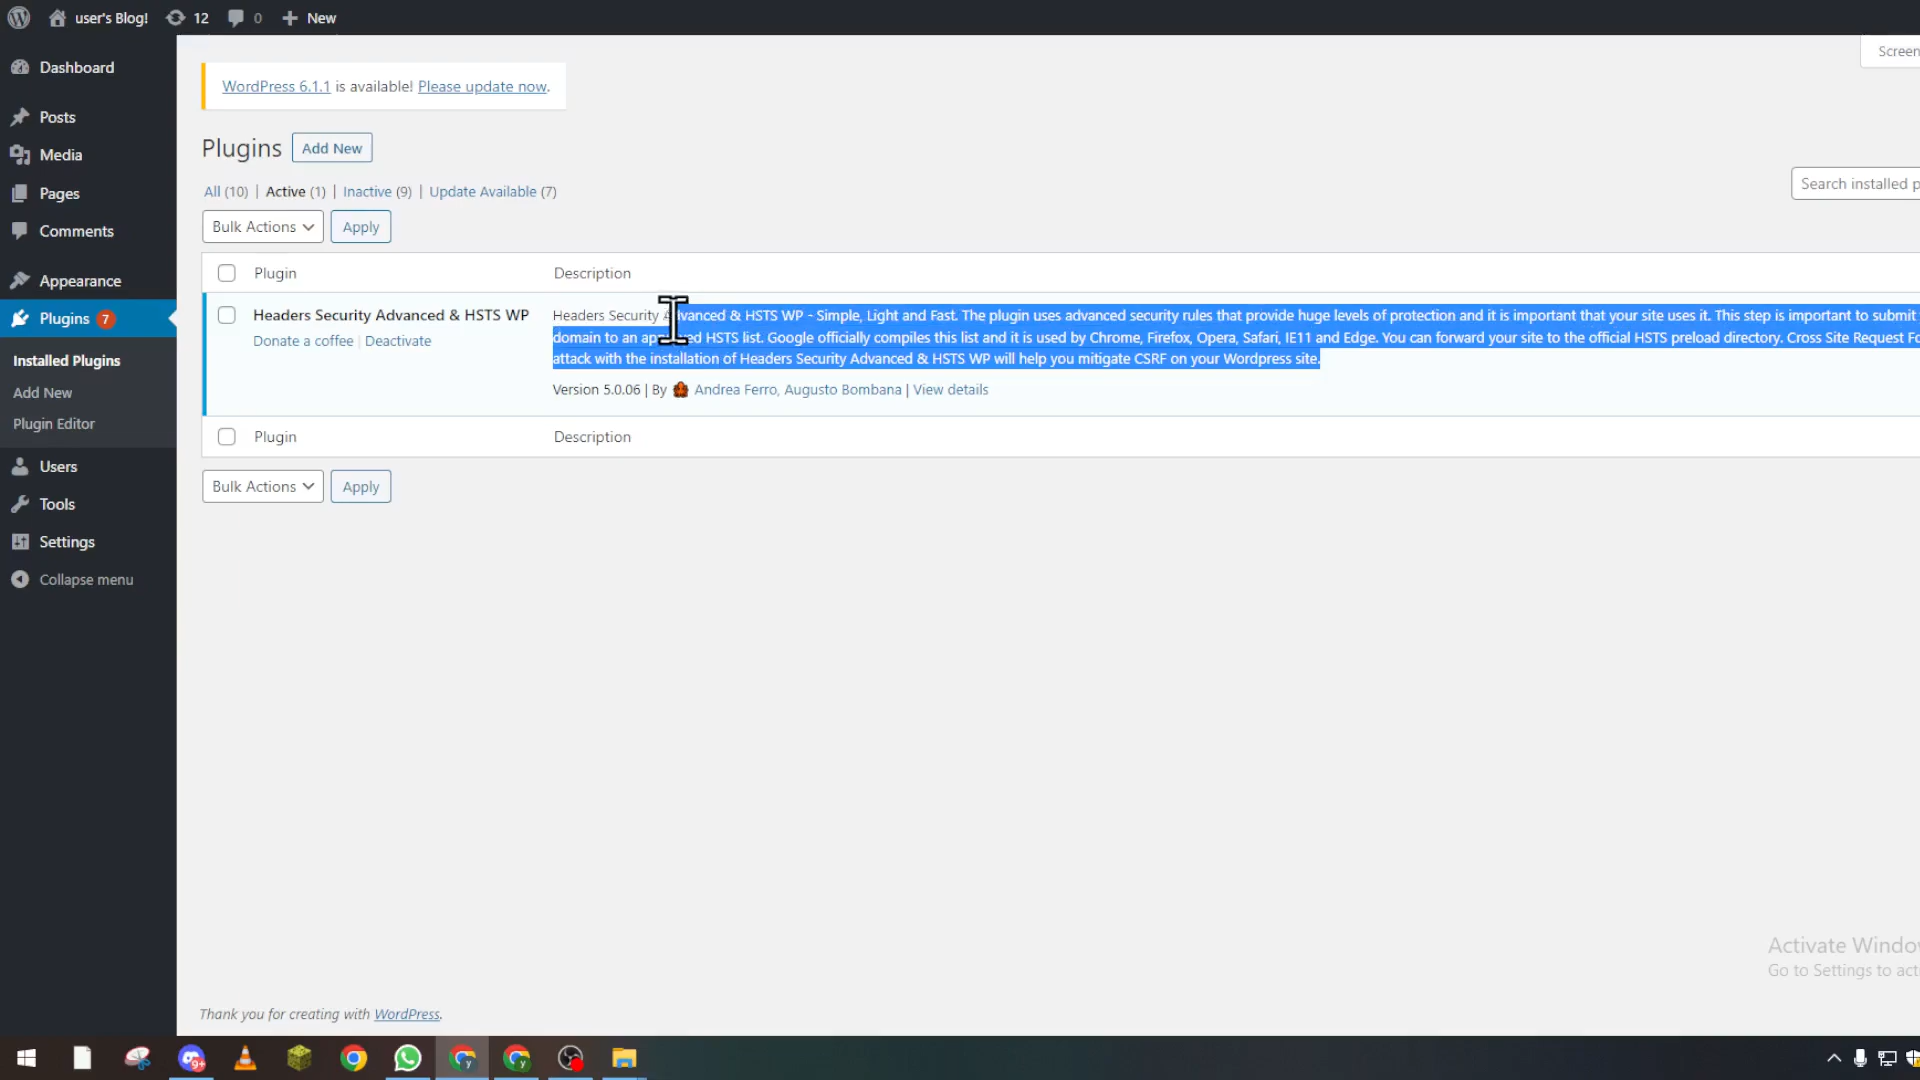 user's Blog! 12 0 New
Screen
Dashboard
WordPress 6.1.1 is available! Please update now.
Posts
Media
Plugins Add New
Pages
All (10) | Active (1) | Inactive (9) | Update Available (7)
Search installed p
Comments
Bulk Actions Apply
Appearance
Plugin Description
Plugins 7
Headers Security Advanced & HSTS WP
Donate a coffee | Deactivate
Headers Security Advanced & HSTS WP - Simple, Light and Fast. The plugin uses advanced security rules that provide huge levels of protection and it is important that your site uses it. This step is important to submit
domain to an approved HSTS list. Google officially compiles this list and it is used by Chrome, Firefox, Opera, Safari, IE11 and Edge. You can forward your site to the official HSTS preload directory. Cross Site Request Fo
attack with the installation of Headers Security Advanced & HSTS WP will help you mitigate CSRF on your Wordpress site.
Version 5.0.06 | By Andrea Ferro, Augusto Bombana | View details
Installed Plugins
Add New
Plugin Editor
Plugin Description
Users
Bulk Actions Apply
Tools
Settings
Collapse menu
Activate Windo
Go to Settings to acti
Thank you for creating with WordPress.